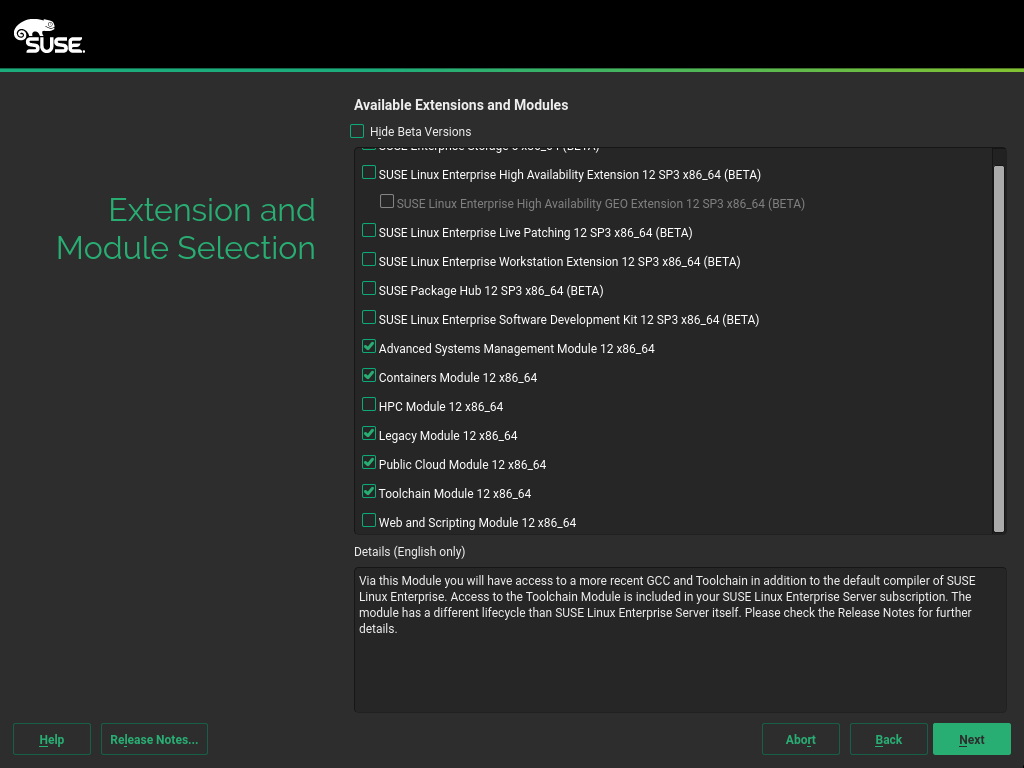 SUSE
Available Extensions and Modules
Hide Beta Versions
Extension and
Module Selection
SUSE Enterprise Storage 5 x86_64 (BETA)
SUSE Linux Enterprise High Availability Extension 12 SP3 x86_64 (BETA)
SUSE Linux Enterprise High Availability GEO Extension 12 SP3 x86_64 (BETA)
SUSE Linux Enterprise Live Patching 12 SP3 x86_64 (BETA)
SUSE Linux Enterprise Workstation Extension 12 SP3 x86_64 (BETA)
SUSE Package Hub 12 SP3 x86_64 (BETA)
SUSE Linux Enterprise Software Development Kit 12 SP3 x86_64 (BETA)
Advanced Systems Management Module 12 x86_64
Containers Module 12 x86_64
HPC Module 12 x86_64
Legacy Module 12 x86_64
Public Cloud Module 12 x86_64
Toolchain Module 12 x86_64
Web and Scripting Module 12 x86_64
Details (English only)
Via this Module you will have access to a more recent GCC and Toolchain in addition to the default compiler of SUSE
Linux Enterprise. Access to the Toolchain Module is included in your SUSE Linux Enterprise Server subscription. The
module has a different lifecycle than SUSE Linux Enterprise Server itself. Please check the Release Notes for further
details.
Help
Release Notes...
Abort
Back
Next